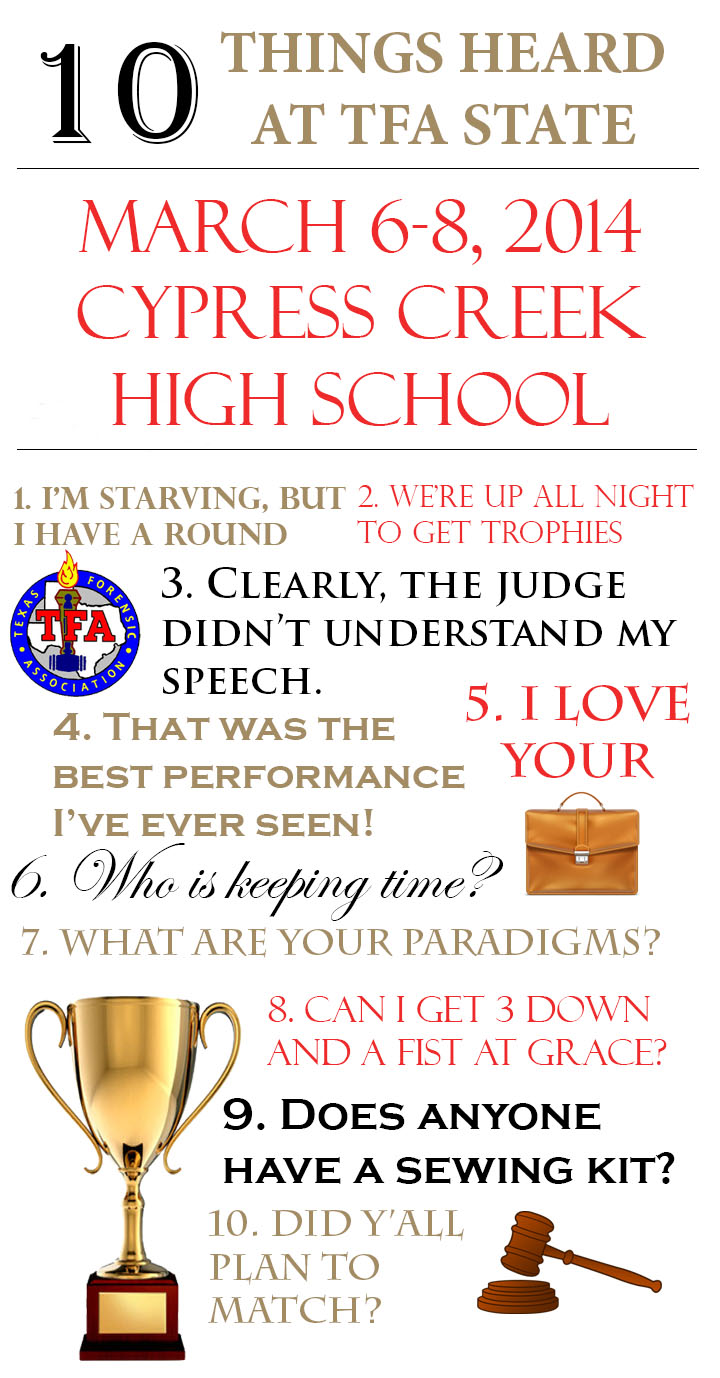 10 THINGS HEARD
AT TFA STATE
MARCH 6-8, 2014
CYPRESS CREEK
HIGH SCHOOL
1. I'M STARVING, BUT
I HAVE A ROUND
2. WE'RE UP ALL NIGHT
TO GET TROPHIES
TEXAS FORENSIC
TFA
ASSOCIATION
3. CLEARLY, THE JUDGE
DIDN'T UNDERSTAND MY
SPEECH.
4. THAT WAS THE
BEST PERFORMANCE
I'VE EVER SEEN!
5. I LOVE
YOUR
6. Who is keeping time?
7. WHAT ARE YOUR PARADIGMS?
8. CAN I GET 3 DOWN
AND A FIST AT GRACE?
9. DOES ANYONE
HAVE A SEWING KIT?
10. DID Y'ALL
PLAN TO
MATCH?